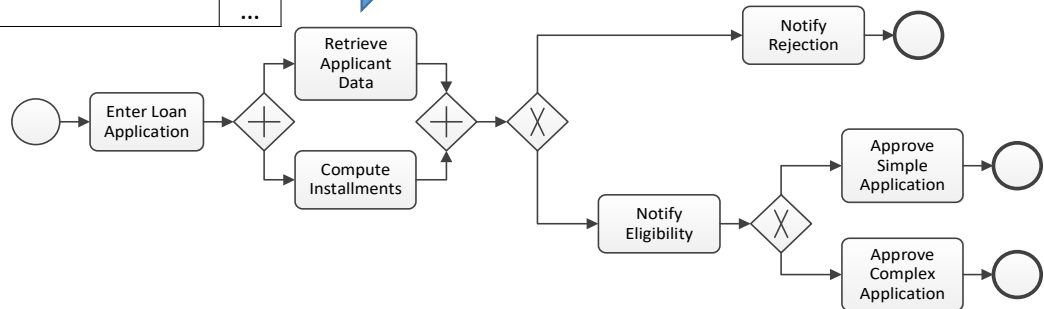 ...
Notify
Rejection
Retrieve
Applicant
Data
Enter Loan
Application
Compute
Installments
Approve
Simple
Application
Notify
Eligibility
Approve
Complex
Application